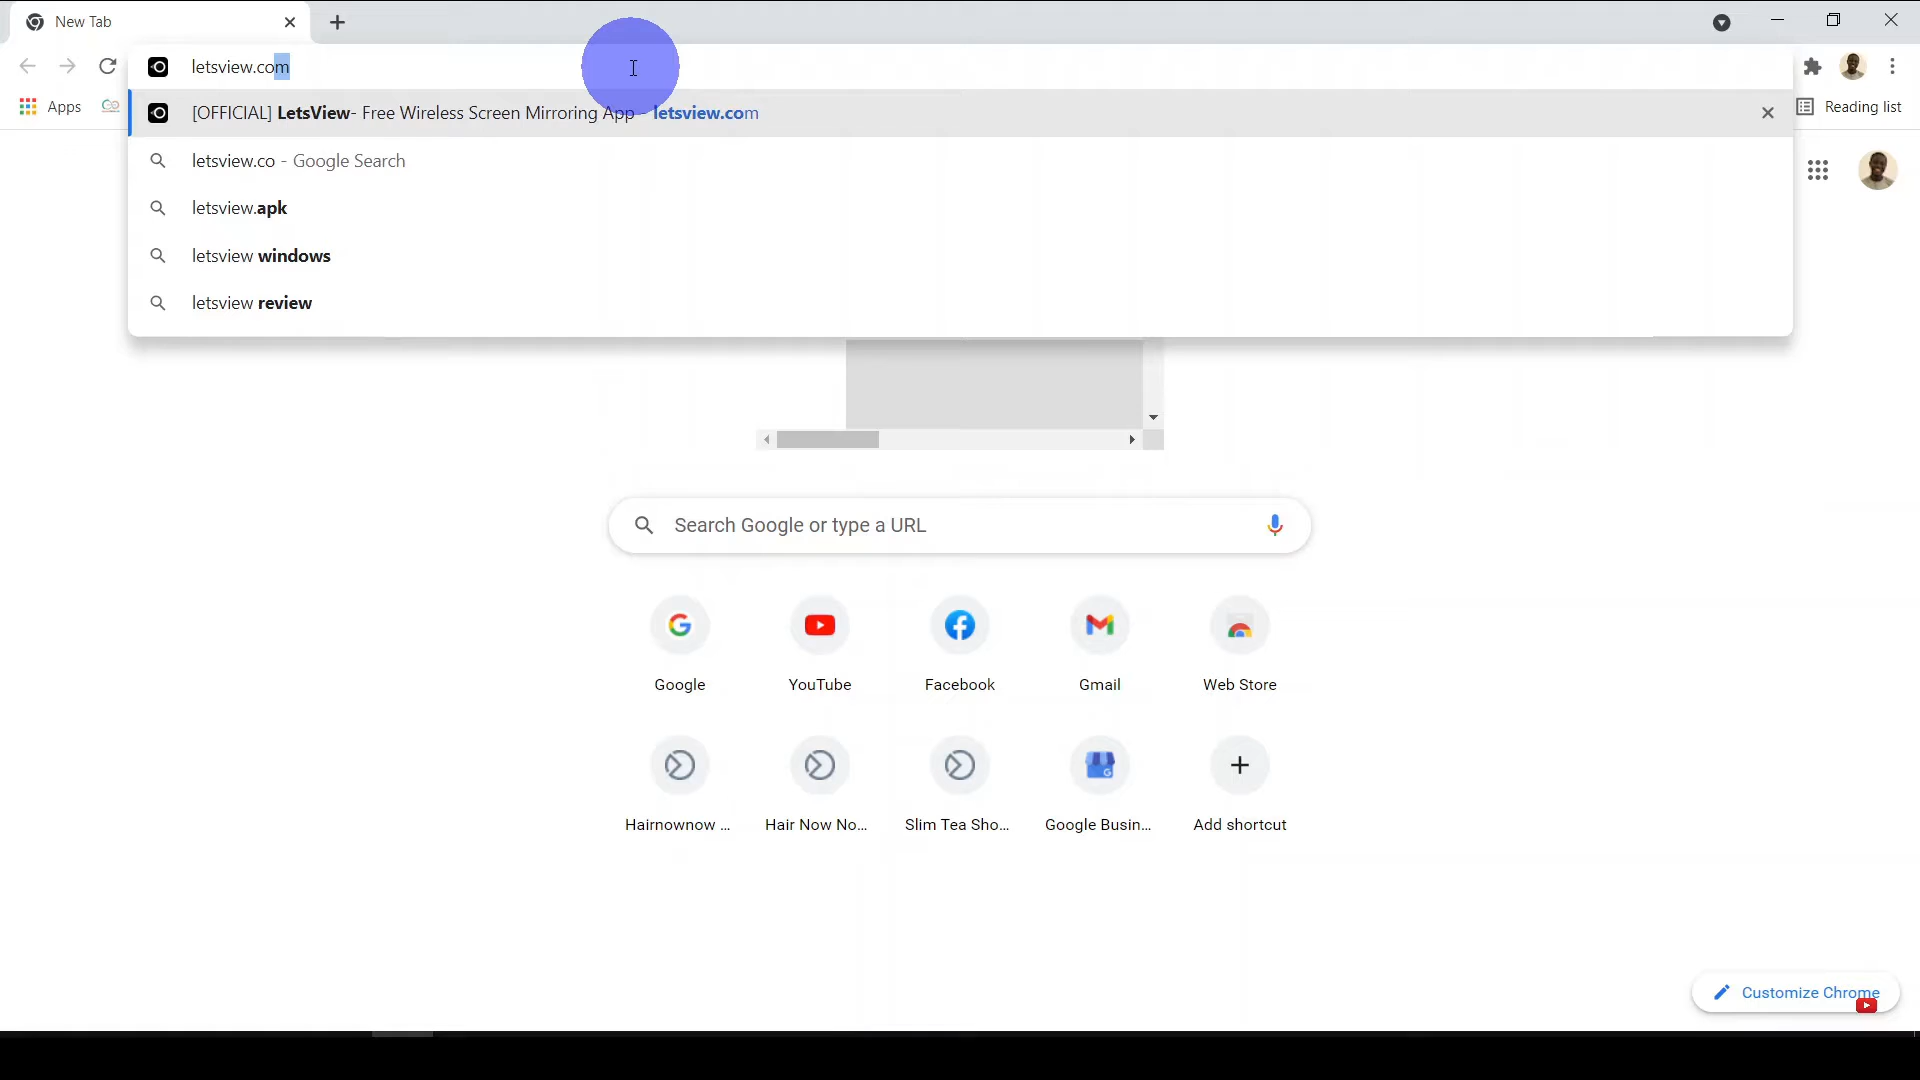 New Tab
letsview.com
Apps
[OFFICIAL] LetsView- Free Wireless Screen Mirroring App - letsview.com
Reading list
letsview.co - Google Search
letsview.apk
letsview windows
letsview review
Search Google or type a URL
Google
YouTube
Facebook
Gmail
Web Store
Hairnownow ...
Hair Now No...
Slim Tea Sho...
Google Busin...
Add shortcut
Customize Chrome